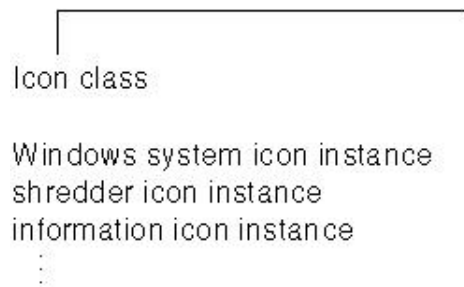 Icon class
Windows system icon instance
shredder icon instance
information icon instance
⋮